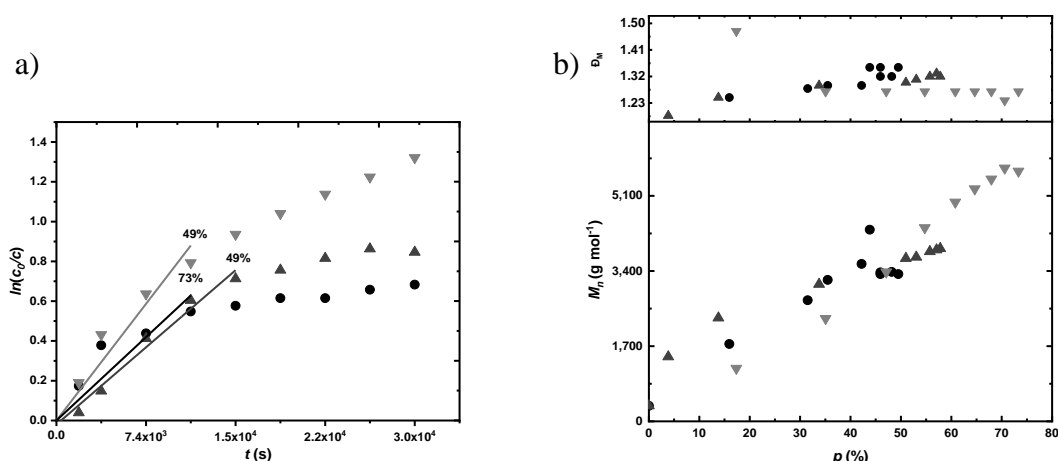 a)
1.4
1.2
1.0
0.8
0.6
0.4
0.2
0.0
ln(c₀/c)
49%
73%
49%
0.0
7.4x10³
1.5x10⁴
2.2x10⁴
3.0x10⁴
t (s)
b)
1.50
1.41
1.32
1.23
Đ_M
5,100
3,400
1,700
0
Mₙ (g mol⁻¹)
0 10 20 30 40 50 60 70 80
p (%)